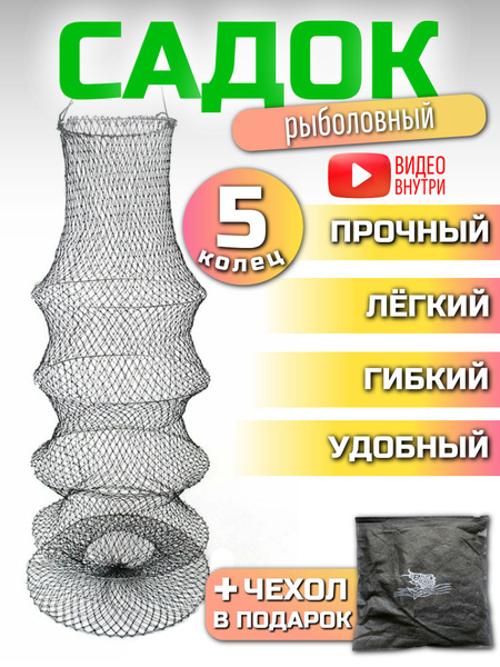 САДОК
рыболовный
ВИДЕО
ВНУТРИ
5
колец
ПРОЧНЫЙ
ЛЁГКИЙ
ГИБКИЙ
УДОБНЫЙ
+ ЧЕХОЛ
В ПОДАРОК